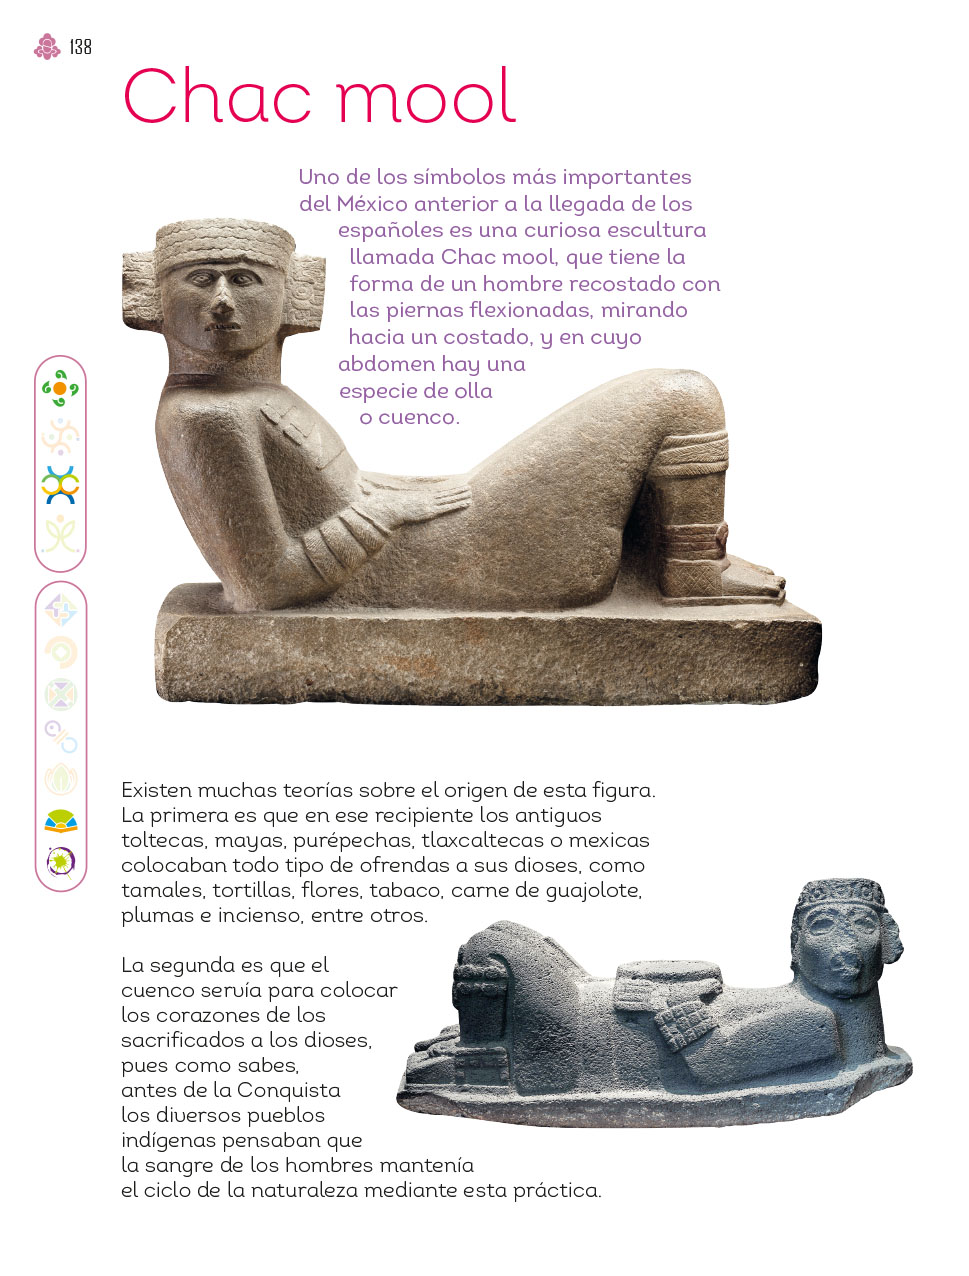 138
Chac mool
Uno de los símbolos más importantes
del México anterior a la llegada de los
españoles es una curiosa escultura
llamada Chac mool, que tiene la
forma de un hombre recostado con
las piernas flexionadas, mirando
hacia un costado, y en cuyo
abdomen hay una
especie de olla
o cuenco.
Existen muchas teorías sobre el origen de esta figura.
La primera es que en ese recipiente los antiguos
toltecas, mayas, purépechas, tlaxcaltecas o mexicas
colocaban todo tipo de ofrendas a sus dioses, como
tamales, tortillas, flores, tabaco, carne de guajolote,
plumas e incienso, entre otros.
La segunda es que el
cuenco servía para colocar
los corazones de los
sacrificados a los dioses,
pues como sabes,
antes de la Conquista
los diversos pueblos
indígenas pensaban que
la sangre de los hombres mantenía
el ciclo de la naturaleza mediante esta práctica.